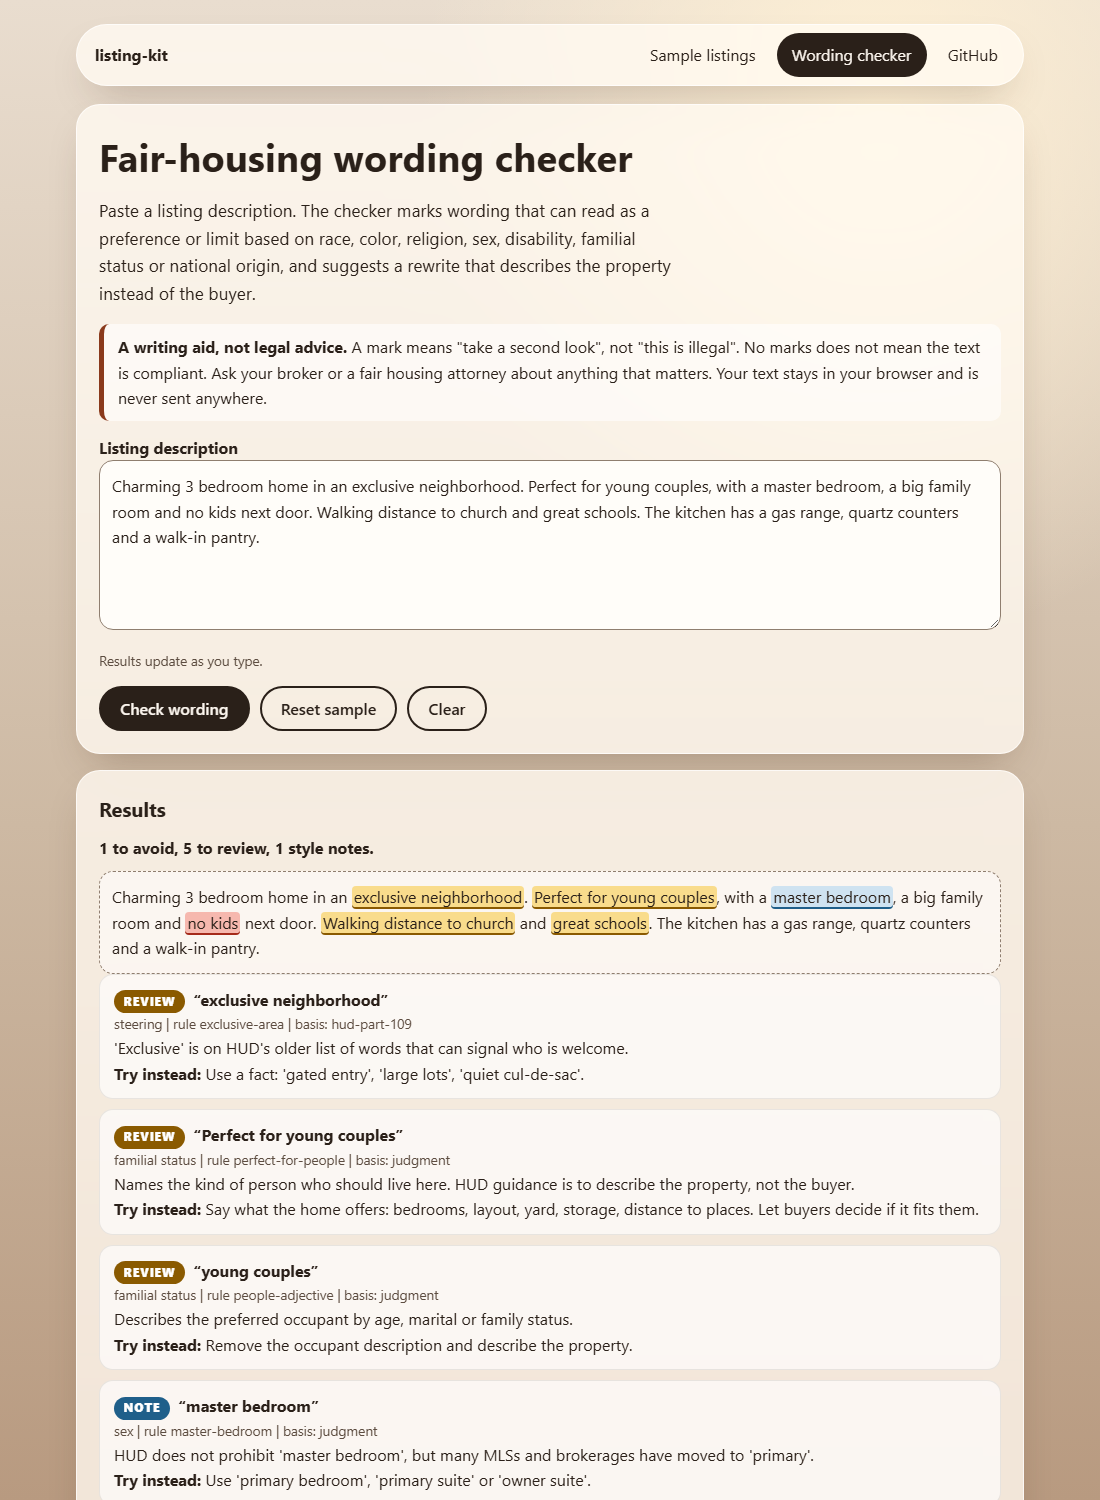 listing-kit
Sample listings
Wording checker
GitHub
Fair-housing wording checker
Paste a listing description. The checker marks wording that can read as a
preference or limit based on race, color, religion, sex, disability, familial
status or national origin, and suggests a rewrite that describes the property
instead of the buyer.
A writing aid, not legal advice. A mark means "take a second look", not "this is illegal". No marks does not mean the text
is compliant. Ask your broker or a fair housing attorney about anything that matters. Your text stays in your browser and is
never sent anywhere.
Listing description
Charming 3 bedroom home in an exclusive neighborhood. Perfect for young couples, with a master bedroom, a big family
room and no kids next door. Walking distance to church and great schools. The kitchen has a gas range, quartz counters
and a walk-in pantry.
Results update as you type.
Check wording
Reset sample
Clear
Results
1 to avoid, 5 to review, 1 style notes.
Charming 3 bedroom home in an exclusive neighborhood. Perfect for young couples, with a master bedroom, a big family
room and no kids next door. Walking distance to church and great schools. The kitchen has a gas range, quartz counters
and a walk-in pantry.
REVIEW “exclusive neighborhood”
steering | rule exclusive-area | basis: hud-part-109
'Exclusive' is on HUD's older list of words that can signal who is welcome.
Try instead: Use a fact: 'gated entry', 'large lots', 'quiet cul-de-sac'.
REVIEW “Perfect for young couples”
familial status | rule perfect-for-people | basis: judgment
Names the kind of person who should live here. HUD guidance is to describe the property, not the buyer.
Try instead: Say what the home offers: bedrooms, layout, yard, storage, distance to places. Let buyers decide if it fits them.
REVIEW “young couples”
familial status | rule people-adjective | basis: judgment
Describes the preferred occupant by age, marital or family status.
Try instead: Remove the occupant description and describe the property.
NOTE “master bedroom”
sex | rule master-bedroom | basis: judgment
HUD does not prohibit 'master bedroom', but many MLSs and brokerages have moved to 'primary'.
Try instead: Use 'primary bedroom', 'primary suite' or 'owner suite'.